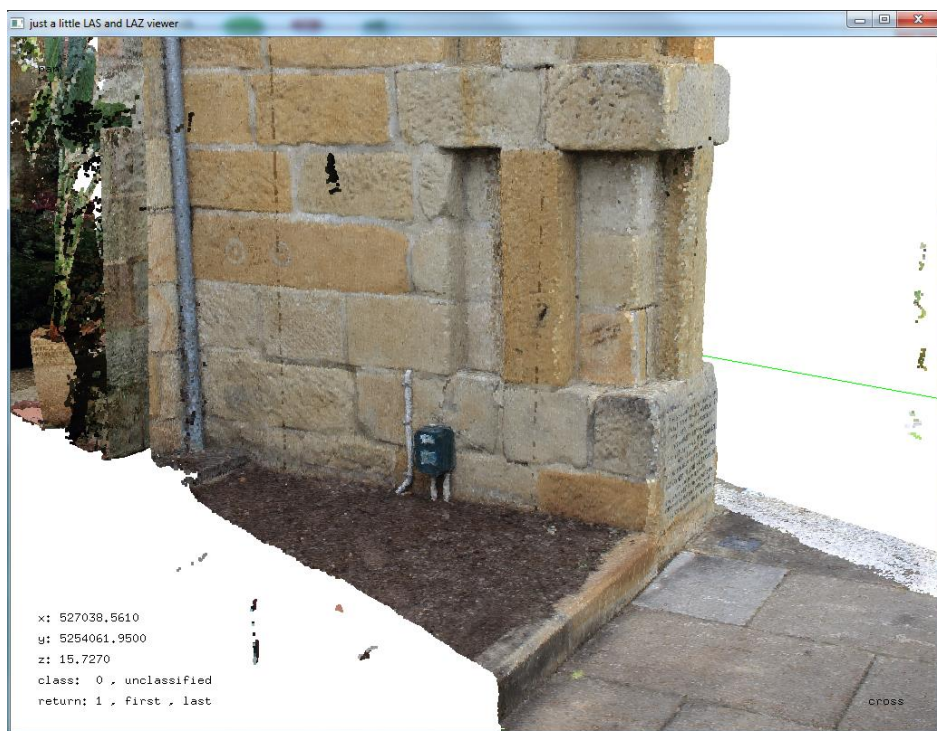 just a little LAS and LAZ viewer
x: 527038.5610
y: 5254061.9500
z: 15.7270
class: 0 , unclassified
return: 1 , first , last
cross